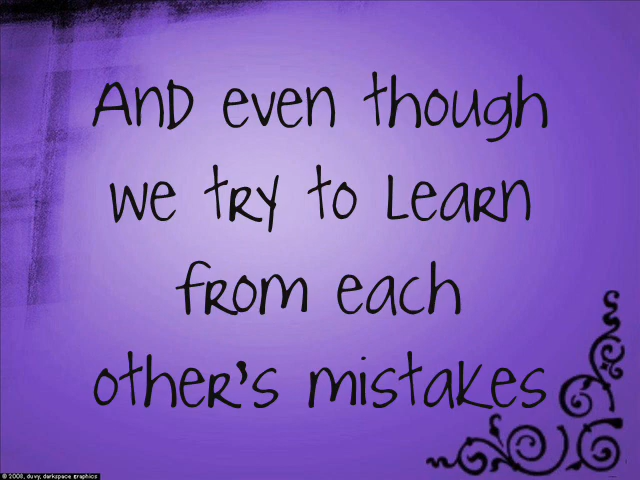 And even though
we try to Learn
from each
other's mistakes
© 2008, duvy, darkspace graphics